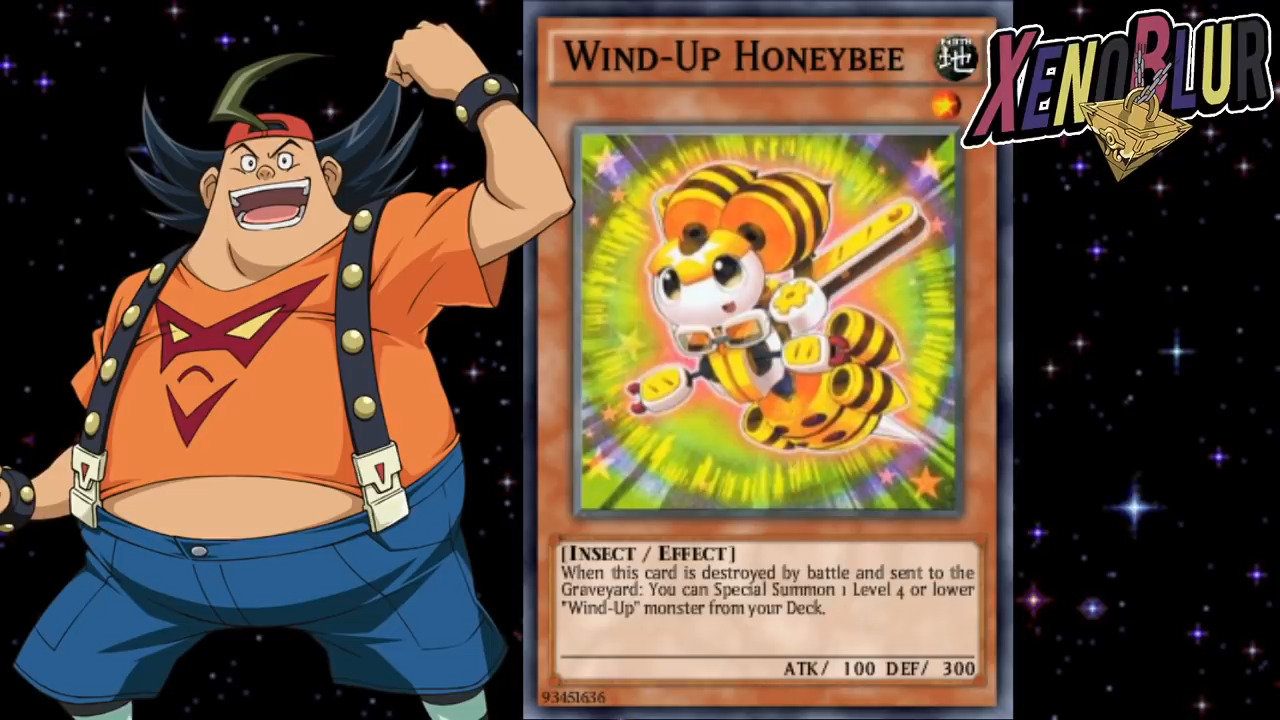 WIND-UP HONEYBEE
EARTH
地
XENOBLUR
[INSECT / EFFECT]
When this card is destroyed by battle and sent to the
Graveyard: You can Special Summon 1 Level 4 or lower
"Wind-Up" monster from your Deck.
ATK/ 100 DEF/ 300
93451636